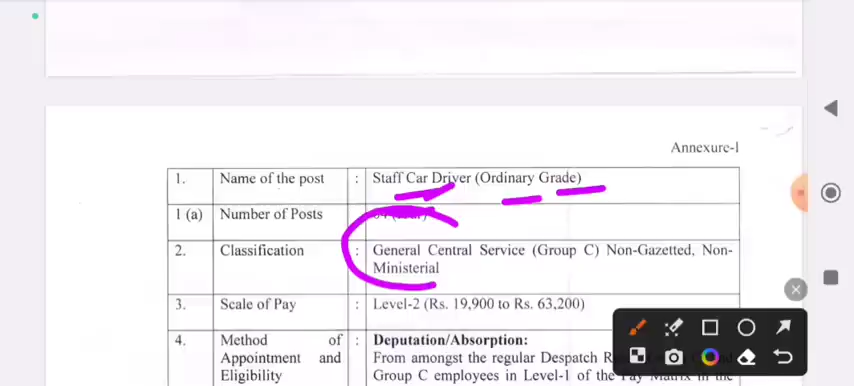 Annexure-I
1. Name of the post : Staff Car Driver (Ordinary Grade)
1 (a) Number of Posts :
2. Classification : General Central Service (Group C) Non-Gazetted, Non-
Ministerial
3. Scale of Pay : Level-2 (Rs. 19,900 to Rs. 63,200)
4. Method of : Deputation/Absorption:
Appointment and From amongst the regular Despatch
Eligibility Group C employees in Level-1 of the Pay Matrix in the